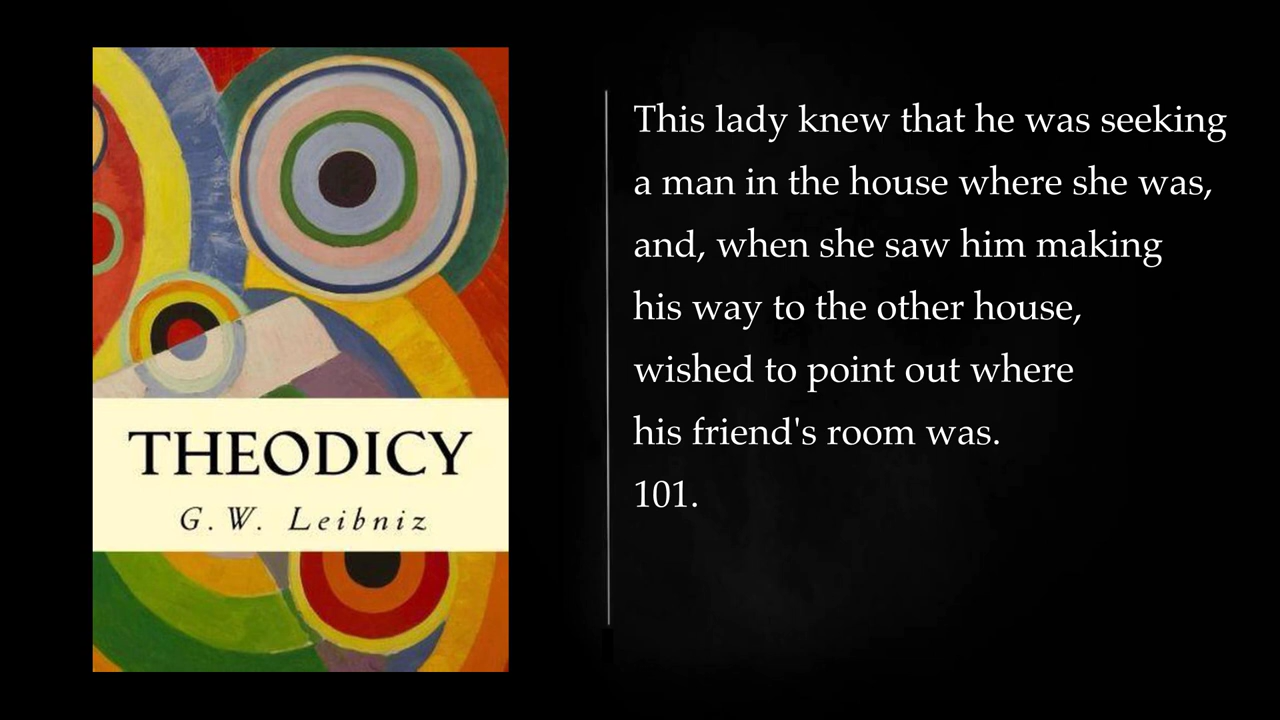 THEODICY
G. W. Leibniz
This lady knew that he was seeking
a man in the house where she was,
and, when she saw him making
his way to the other house,
wished to point out where
his friend's room was.
101.